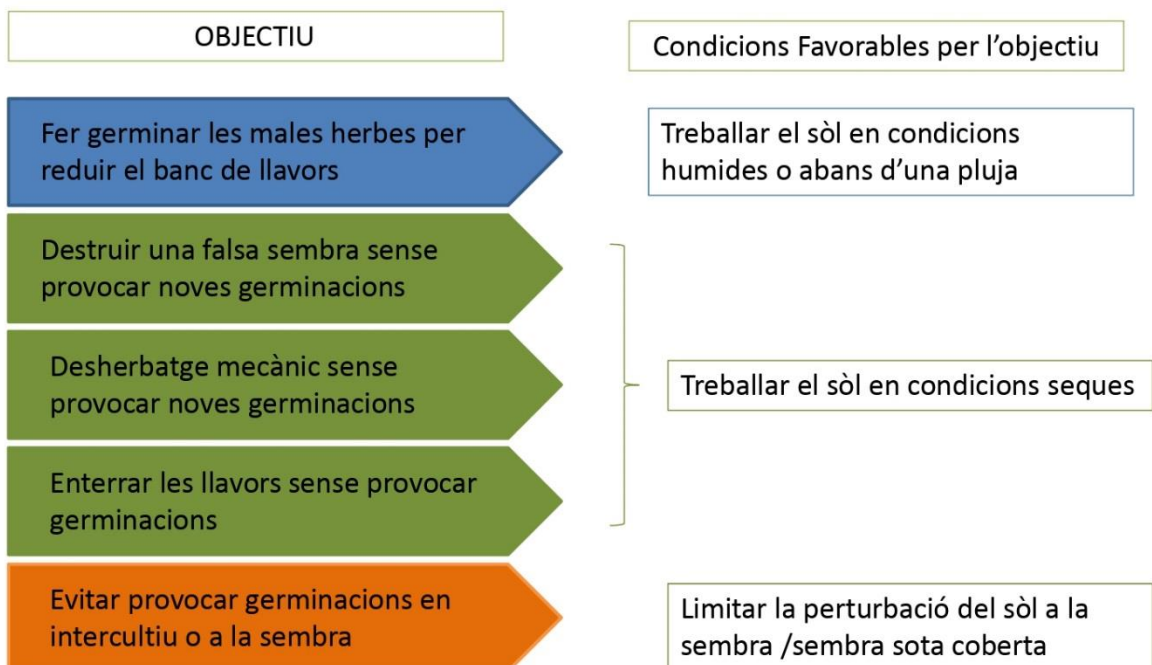 OBJECTIU
Condicions Favorables per l'objectiu
Fer germinar les males herbes per
reduir el banc de llavors
Treballar el sòl en condicions
humides o abans d'una pluja
Destruir una falsa sembra sense
provocar noves germinacions
Desherbatge mecànic sense
provocar noves germinacions
Treballar el sòl en condicions seques
Enterrar les llavors sense provocar
germinacions
Evitar provocar germinacions en
intercultiu o a la sembra
Limitar la perturbació del sòl a la
sembra /sembra sota coberta